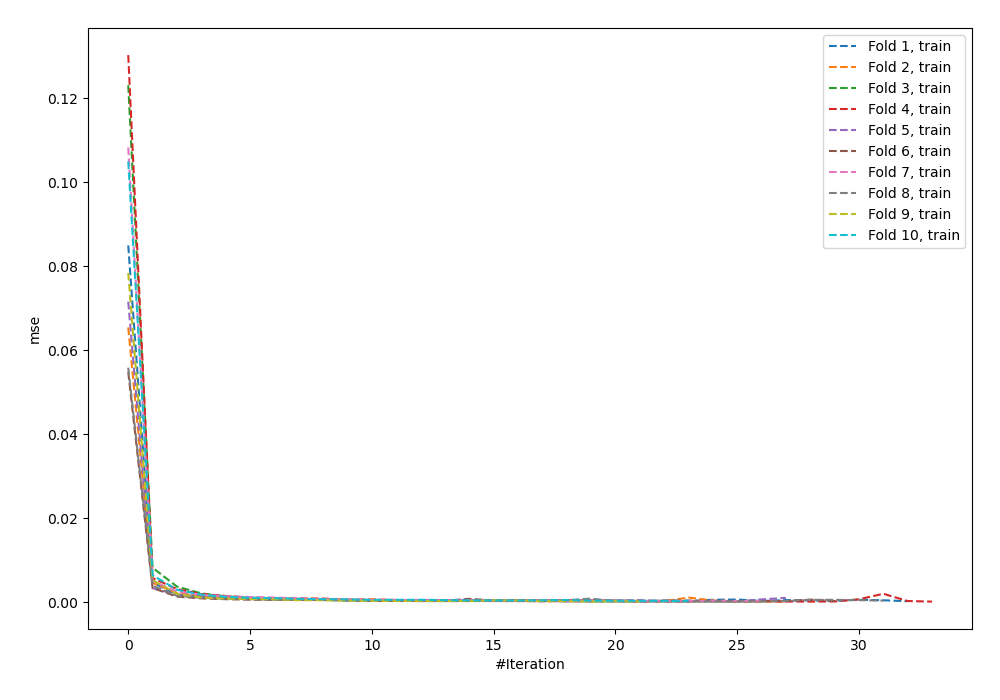 0.12
0.10
0.08
0.06
0.04
0.02
0.00
mse
0 5 10 15 20 25 30
#Iteration
Fold 1, train
Fold 2, train
Fold 3, train
Fold 4, train
Fold 5, train
Fold 6, train
Fold 7, train
Fold 8, train
Fold 9, train
Fold 10, train